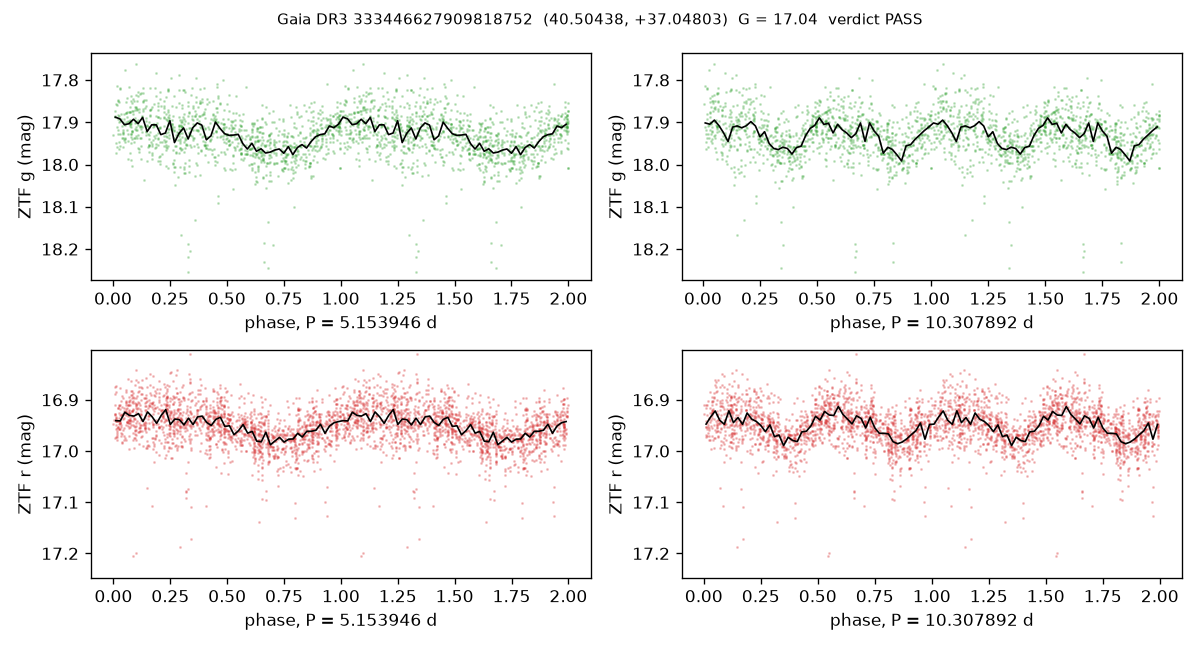 Gaia DR3 333446627909818752 (40.50438, +37.04803) G = 17.04 verdict PASS
ZTF g (mag)
17.8
17.9
18.0
18.1
18.2
0.00 0.25 0.50 0.75 1.00 1.25 1.50 1.75 2.00
phase, P = 5.153946 d
ZTF g (mag)
17.8
17.9
18.0
18.1
18.2
0.00 0.25 0.50 0.75 1.00 1.25 1.50 1.75 2.00
phase, P = 10.307892 d
ZTF r (mag)
16.9
17.0
17.1
17.2
0.00 0.25 0.50 0.75 1.00 1.25 1.50 1.75 2.00
phase, P = 5.153946 d
ZTF r (mag)
16.9
17.0
17.1
17.2
0.00 0.25 0.50 0.75 1.00 1.25 1.50 1.75 2.00
phase, P = 10.307892 d